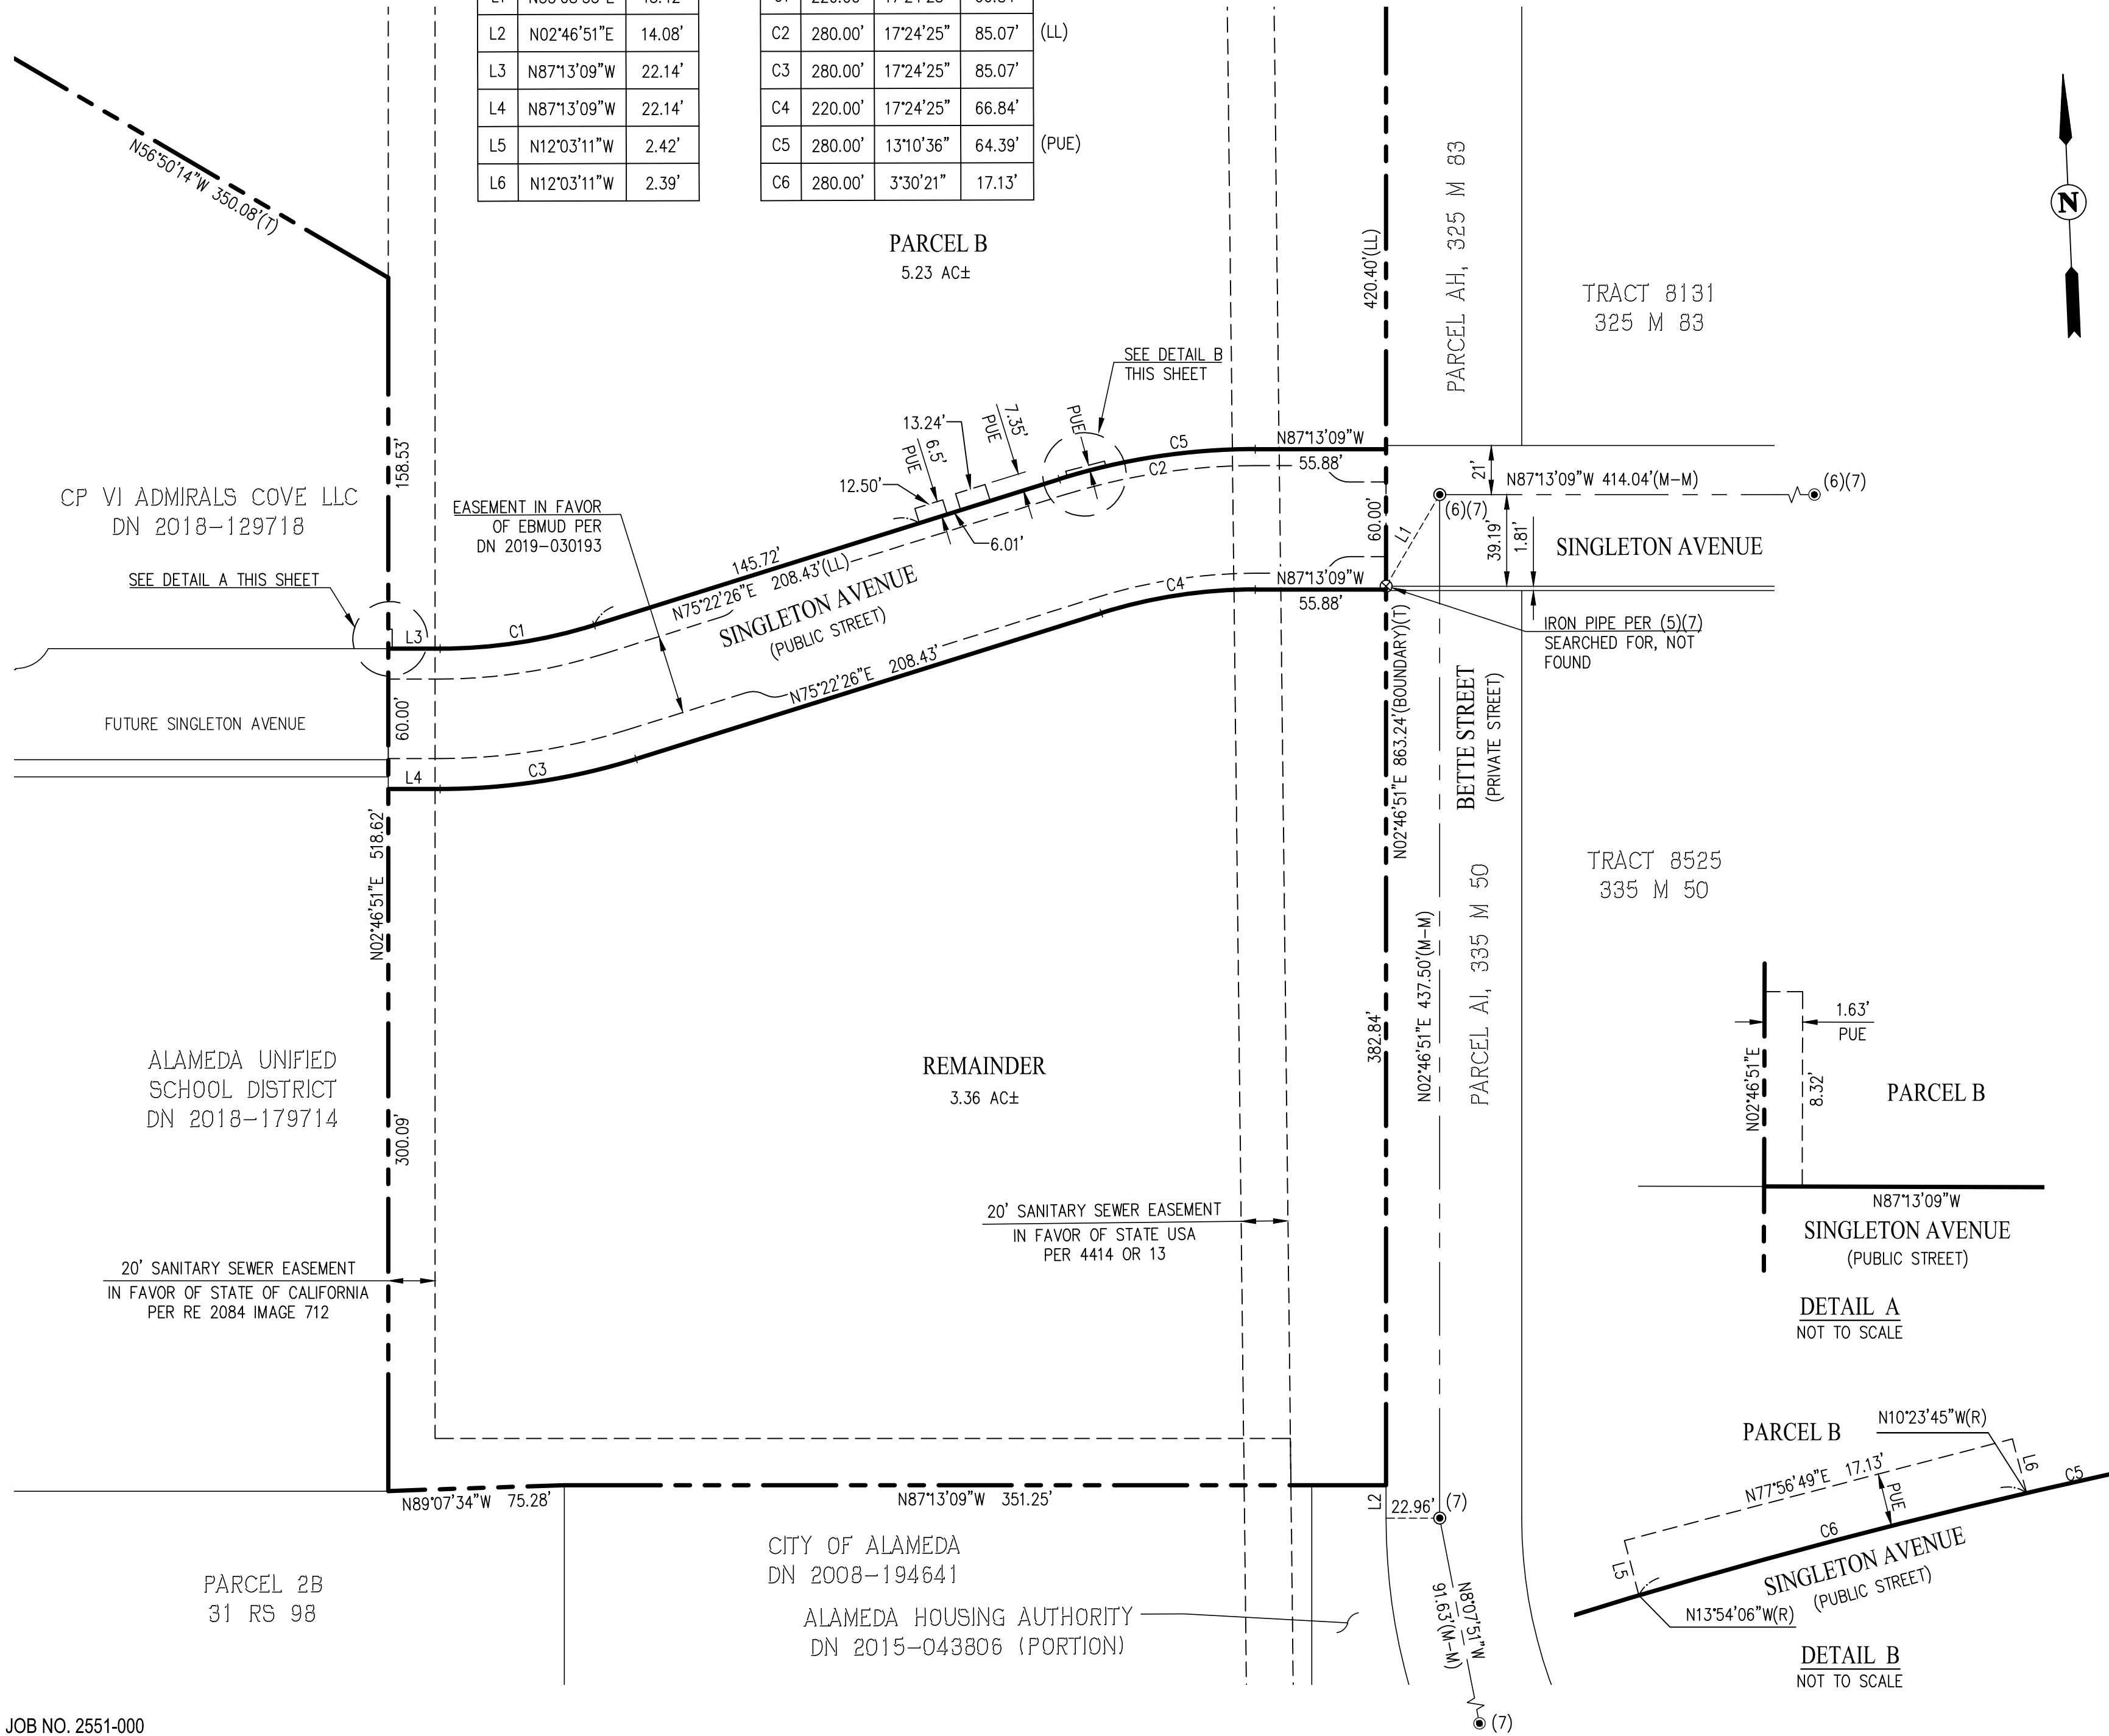 L2 N02°46'51"E 14.08'
L3 N87°13'09"W 22.14'
L4 N87°13'09"W 22.14'
L5 N12°03'11"W 2.42'
L6 N12°03'11"W 2.39'
C2 280.00' 17°24'25" 85.07' (LL)
C3 280.00' 17°24'25" 85.07'
C4 220.00' 17°24'25" 66.84'
C5 280.00' 13°10'36" 64.39' (PUE)
C6 280.00' 3°30'21" 17.13'
N56°50'14"W 350.08'(T)
PARCEL B
5.23 AC±
420.40'(LL)
PARCEL AH, 325 M 83
TRACT 8131
325 M 83
N
SEE DETAIL B
THIS SHEET
158.53'
CP VI ADMIRALS COVE LLC
DN 2018-129718
SEE DETAIL A THIS SHEET
EASEMENT IN FAVOR
OF EBMUD PER
DN 2019-030193
12.50'
6.5'
PUE
13.24'
7.35'
PUE
PUE
6.01'
C5
C2
N87°13'09"W
55.88'
60.00'
21'
N87°13'09"W 414.04'(M-M)
(6)(7)
(6)(7)
L1
39.19'
1.81'
SINGLETON AVENUE
145.72'
N75°22'26"E 208.43'(LL)
SINGLETON AVENUE
(PUBLIC STREET)
C4
N87°13'09"W
55.88'
IRON PIPE PER (5)(7)
SEARCHED FOR, NOT
FOUND
L3
C1
60.00'
FUTURE SINGLETON AVENUE
N75°22'26"E 208.43'
L4
C3
N02°46'51"E 863.24'(BOUNDARY)(T)
BETTE STREET
(PRIVATE STREET)
N02°46'51"E 518.62'
TRACT 8525
335 M 50
N02°46'51"E 437.50'(M-M)
PARCEL AI, 335 M 50
382.84'
ALAMEDA UNIFIED
SCHOOL DISTRICT
DN 2018-179714
300.09'
REMAINDER
3.36 AC±
20' SANITARY SEWER EASEMENT
IN FAVOR OF STATE USA
PER 4414 OR 13
20' SANITARY SEWER EASEMENT
IN FAVOR OF STATE OF CALIFORNIA
PER RE 2084 IMAGE 712
1.63'
PUE
N02°46'51"E
8.32'
PARCEL B
N87°13'09"W
SINGLETON AVENUE
(PUBLIC STREET)
DETAIL A
NOT TO SCALE
N89°07'34"W 75.28'
N87°13'09"W 351.25'
L2
22.96'
(7)
CITY OF ALAMEDA
DN 2008-194641
ALAMEDA HOUSING AUTHORITY
DN 2015-043806 (PORTION)
PARCEL 2B
31 RS 98
N8°07'51"W
91.63'(M-M)
(7)
PARCEL B
N10°23'45"W(R)
N77°56'49"E 17.13'
L6
C5
PUE
C6
L5
SINGLETON AVENUE
(PUBLIC STREET)
N13°54'06"W(R)
DETAIL B
NOT TO SCALE
JOB NO. 2551-000